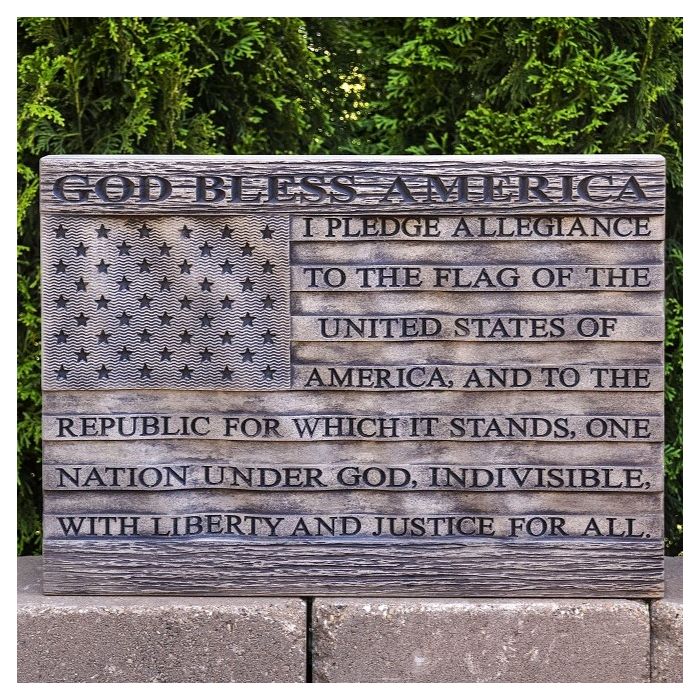 GOD BLESS AMERICA
I PLEDGE ALLEGIANCE
TO THE FLAG OF THE
UNITED STATES OF
AMERICA, AND TO THE
REPUBLIC FOR WHICH IT STANDS, ONE
NATION UNDER GOD, INDIVISIBLE,
WITH LIBERTY AND JUSTICE FOR ALL.